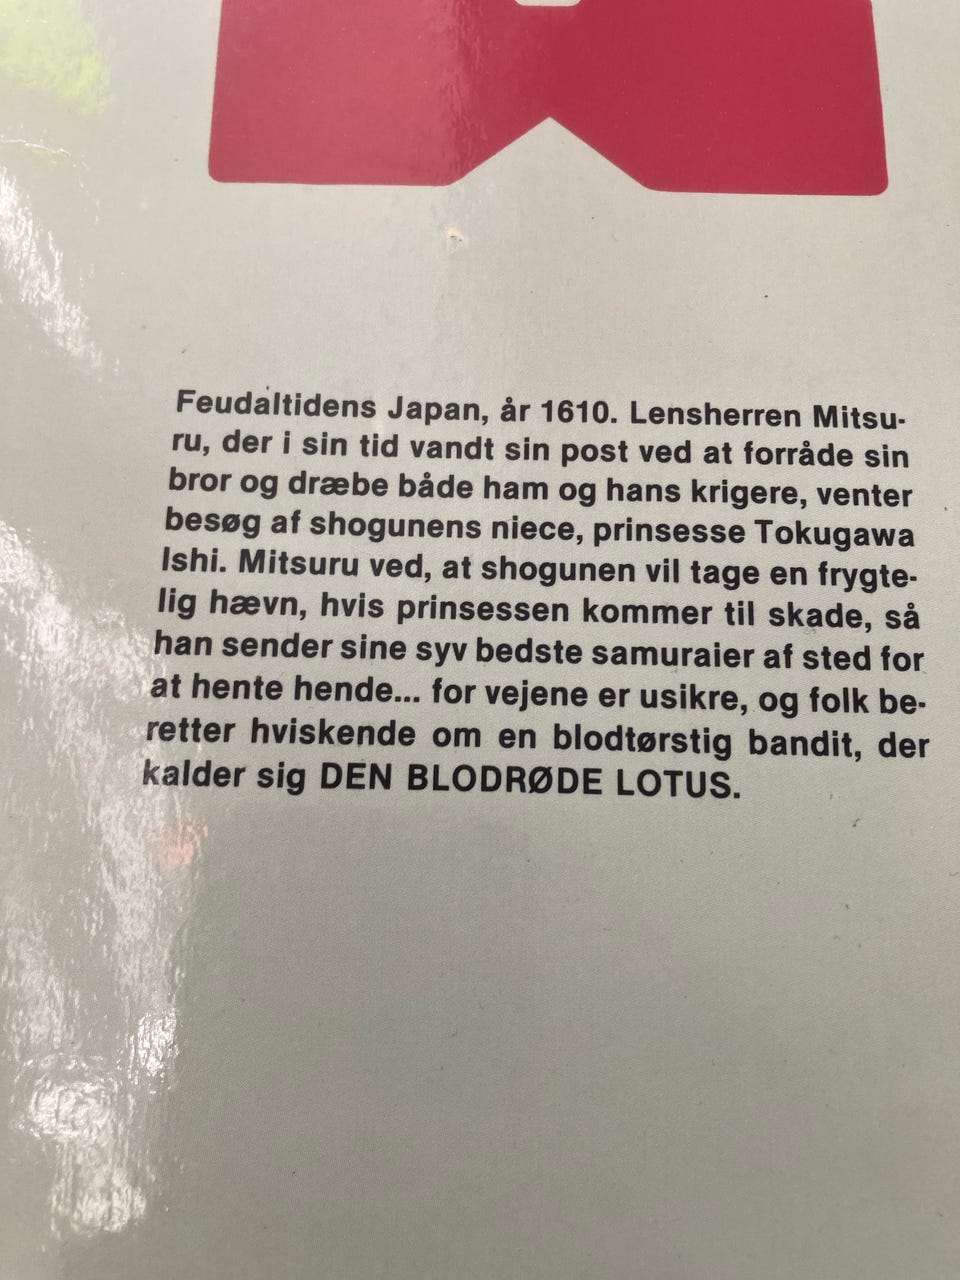 Feudaltidens Japan, år 1610. Lensherren Mitsu-
ru, der i sin tid vandt sin post ved at forråde sin
bror og dræbe både ham og hans krigere, venter
besøg af shogunens niece, prinsesse Tokugawa
Ishi. Mitsuru ved, at shogunen vil tage en frygte-
lig hævn, hvis prinsessen kommer til skade, så
han sender sine syv bedste samuraier af sted for
at hente hende... for vejene er usikre, og folk be-
retter hviskende om en blodtørstig bandit, der
kalder sig DEN BLODRØDE LOTUS.